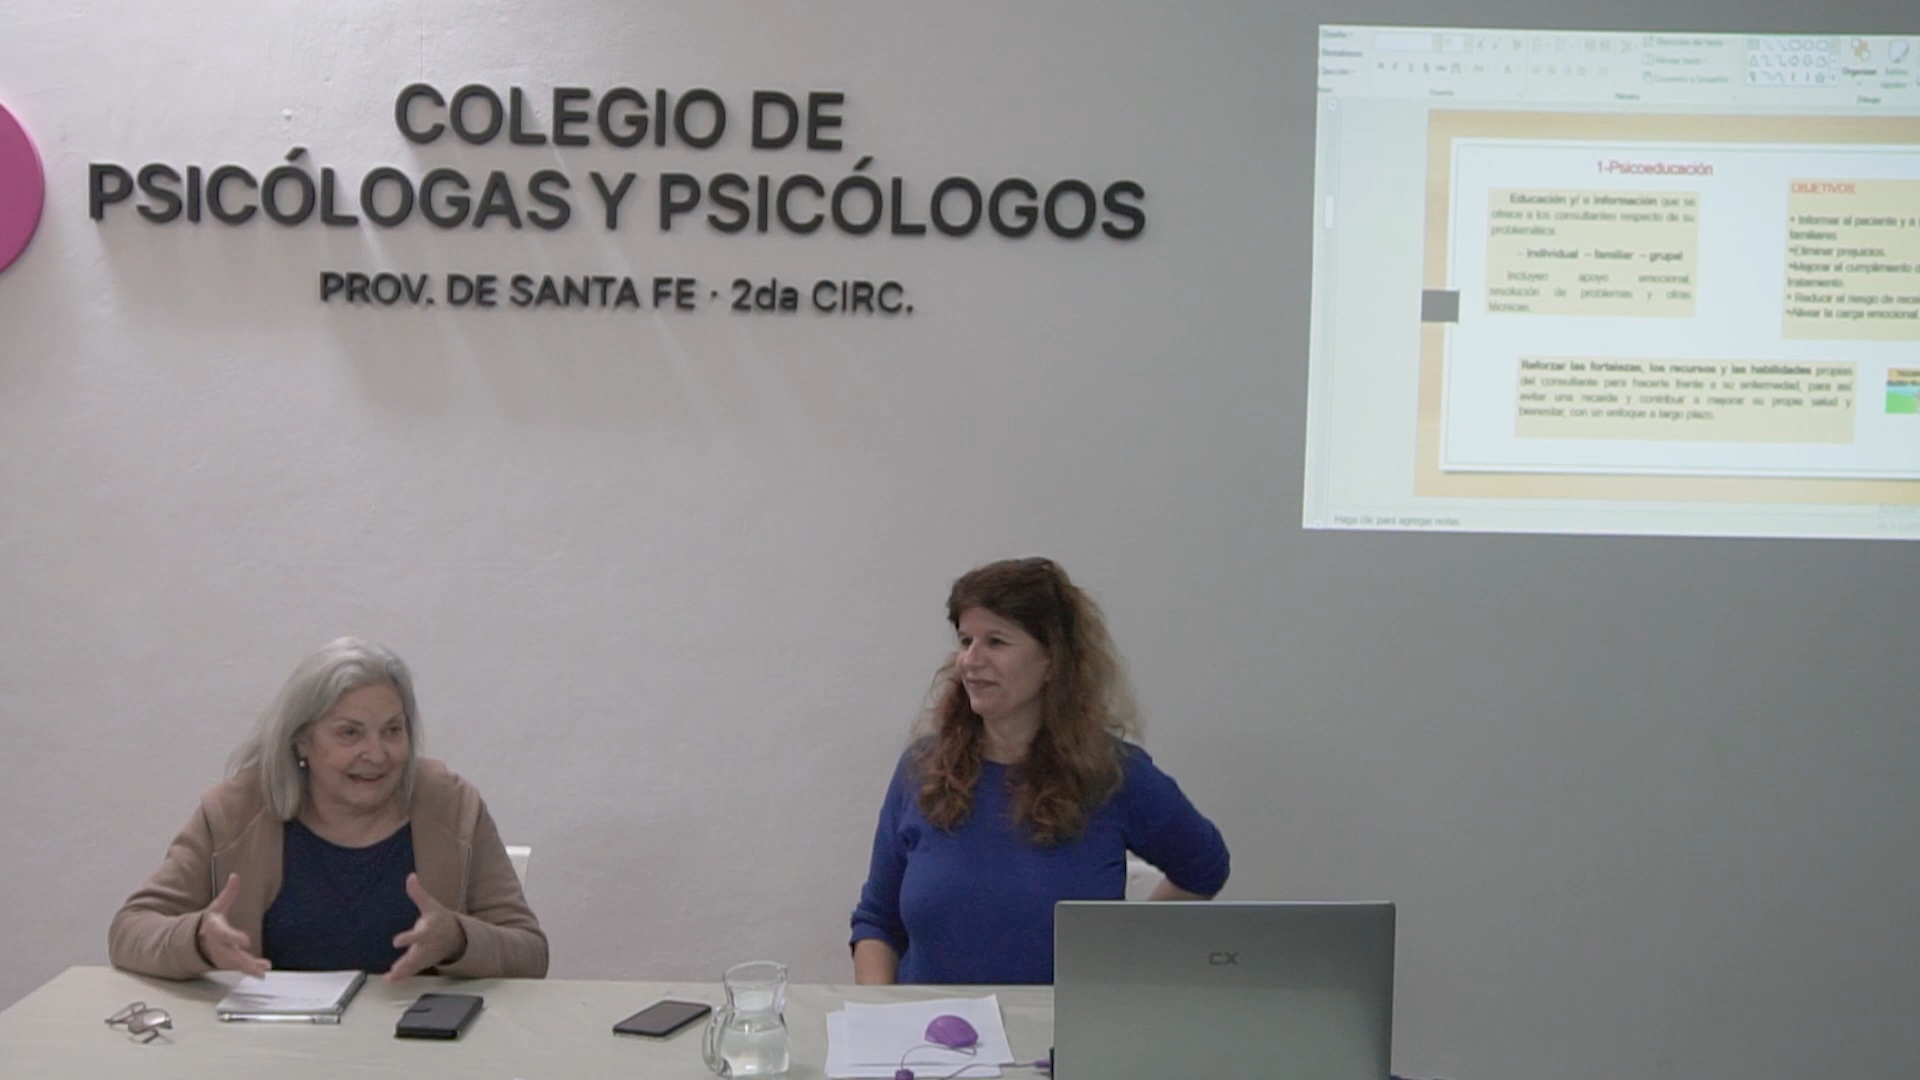 COLEGIO DE
PSICÓLOGAS Y PSICÓLOGOS
PROV. DE SANTA FE · 2da CIRC.
1-Psicoeducación
Educación y/ o información que se
ofrece a los consultantes respecto de su
problemática.
- individual - familiar - grupal
Incluyen apoyo emocional,
resolución de problemas y otras
técnicas.
OBJETIVOS
• Informar al paciente y a
familiares.
•Eliminar prejuicios.
•Mejorar el cumplimiento
tratamiento.
• Reducir el riesgo de
•Aliviar la carga emocional.
Reforzar las fortalezas, los recursos y las habilidades propias
del consultante para hacerle frente a su enfermedad, para así
evitar una recaída y contribuir a mejorar su propia salud y
bienestar, con un enfoque a largo plazo.
Haga clic para agregar notas
CX